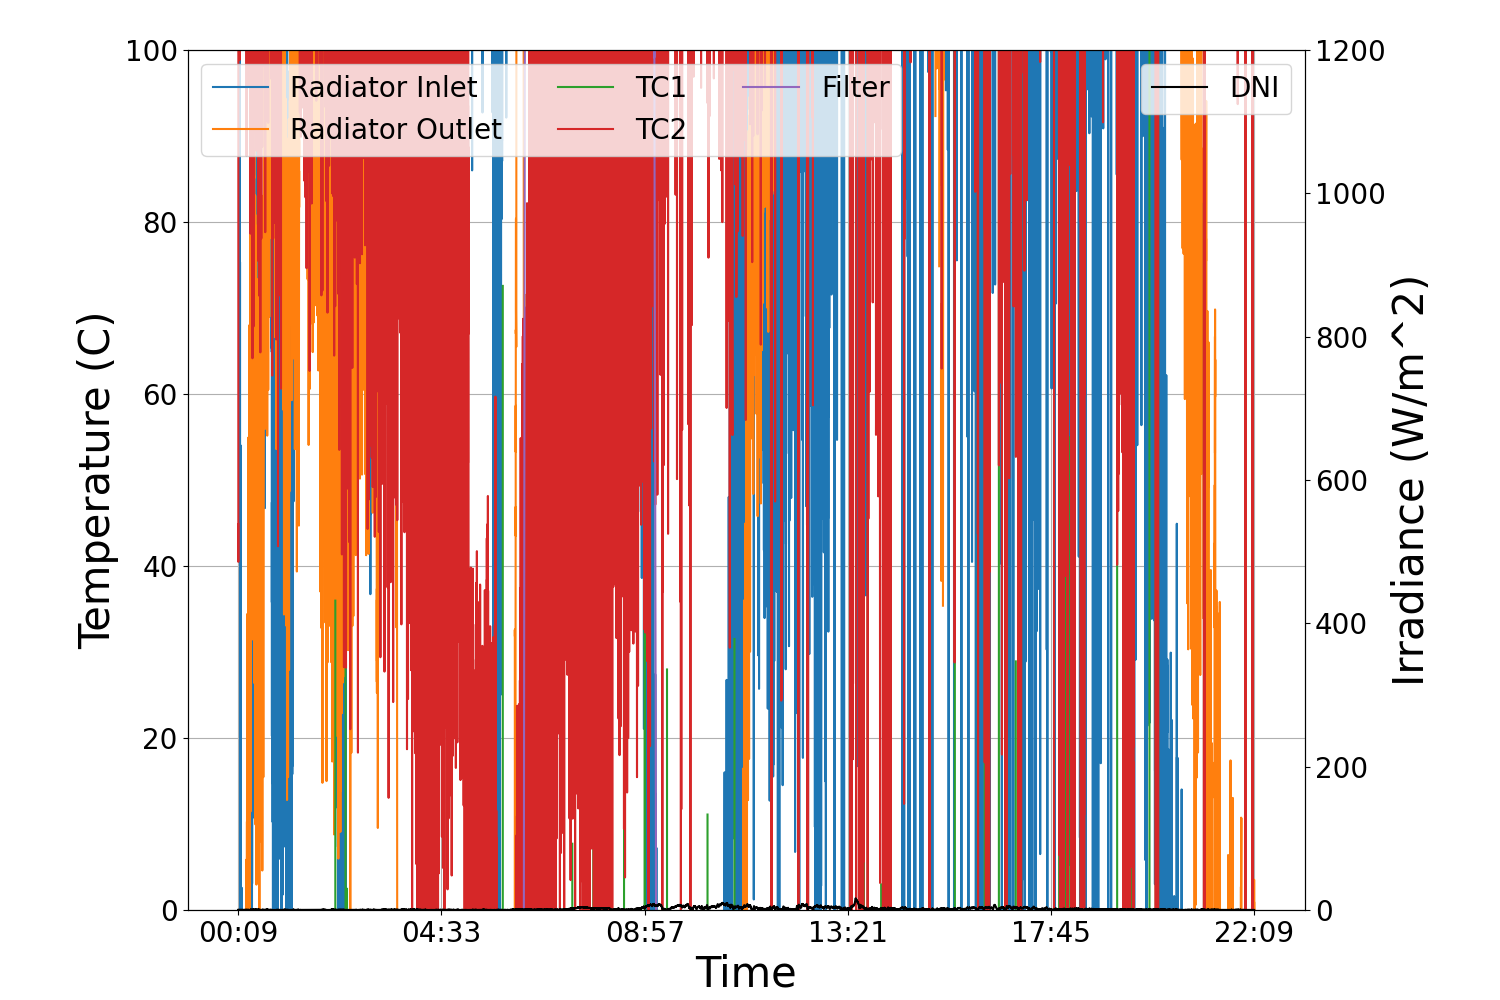 100
80
60
40
20
0
Temperature (C)
Radiator Inlet
Radiator Outlet
TC1
TC2
Filter
DNI
1200
1000
800
600
400
200
0
Irradiance (W/m^2)
00:09
04:33
08:57
13:21
17:45
22:09
Time